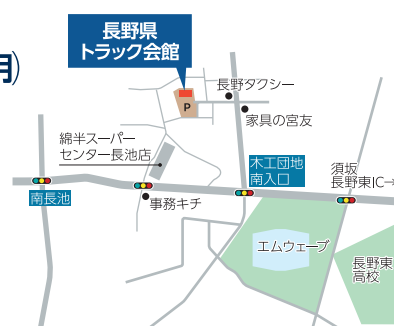 月)
長野県
トラック会館
P
長野タクシー
家具の宮友
綿半スーパー
センター長池店
木工団地
南入口
須坂
長野東IC→
南長池
事務キチ
エムウェーブ
長野東
高校